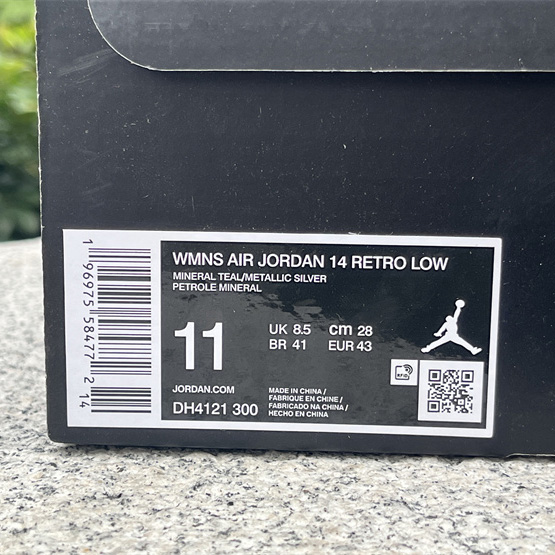 WMNS AIR JORDAN 14 RETRO LOW
MINERAL TEAL/METALLIC SILVER
PETROLE MINERAL
11
UK 8.5 cm 28
BR 41 EUR 43
RFID
JORDAN.COM
DH4121 300
MADE IN CHINA /
FABRIQUE EN CHINE /
FABRICADO NA CHINA /
HECHO EN CHINA
1 96975 58477 2 14